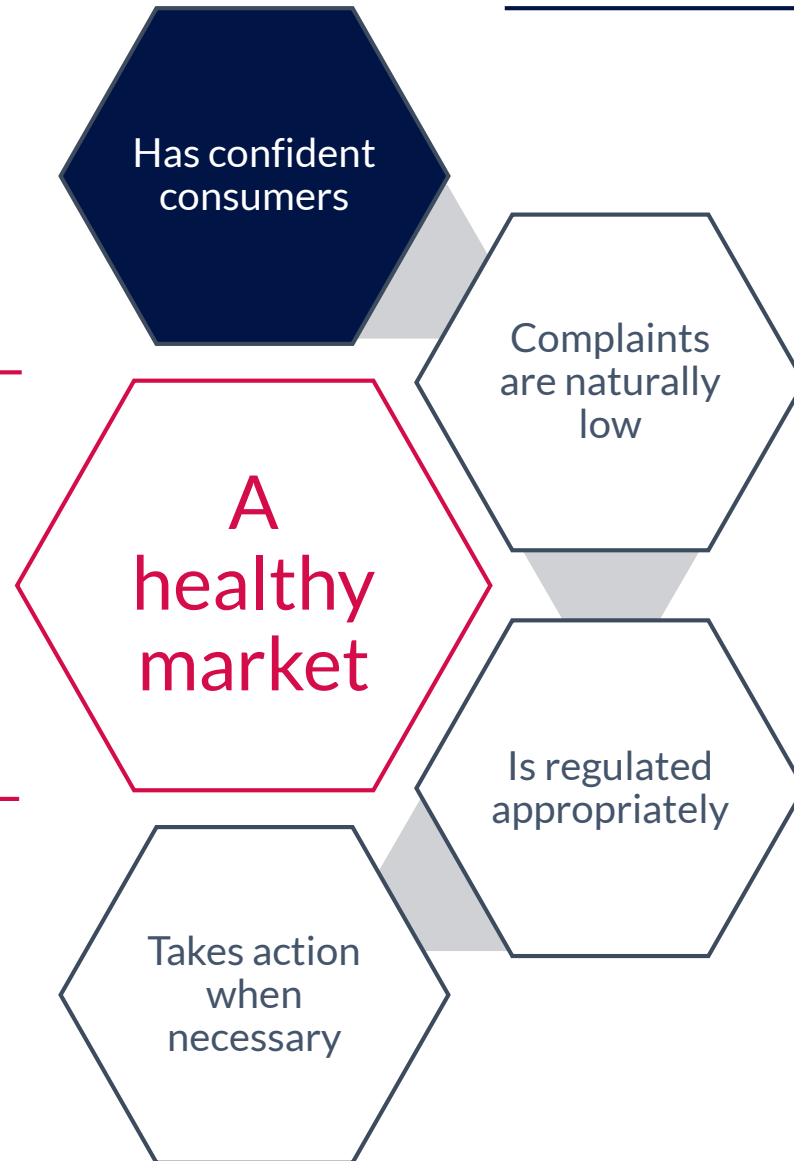 Has confident
consumers
Complaints
are naturally
low
A
healthy
market
Is regulated
appropriately
Takes action
when
necessary